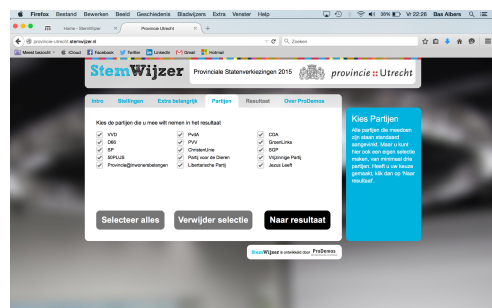 Firefox Bestand Bewerken Beeld Geschiedenis Bladwijzers Extra Venster Help
38% Vr 22:28 Bas Albers
Home - StemWijzer
Provincie Utrecht
provincie-utrecht.stemwijzer.nl
Zoeken
Meest bezocht iCloud Facebook Twitter LinkedIn Gmail Hotmail
StemWijzer Provinciale Statenverkiezingen 2015 provincie :: Utrecht
Intro Stellingen Extra belangrijk Partijen Resultaat Over ProDemos
Kies de partijen die u mee wilt nemen in het resultaat
VVD PvdA CDA
D66 PVV GroenLinks
SP ChristenUnie SGP
50PLUS Partij voor de Dieren Vrijzinnige Partij
Provincie@inwonersbelangen Libertarische Partij Jezus Leeft
Selecteer alles Verwijder selectie Naar resultaat
Kies Partijen
Alle partijen die meedoen
zijn staan standaard
aangevinkt. Maar u kunt
hier ook een eigen selectie
maken, van minimaal drie
partijen. Heeft u uw keuze
gemaakt, klik dan op 'Naar
resultaat'.
StemWijzer is ontwikkeld door ProDemos